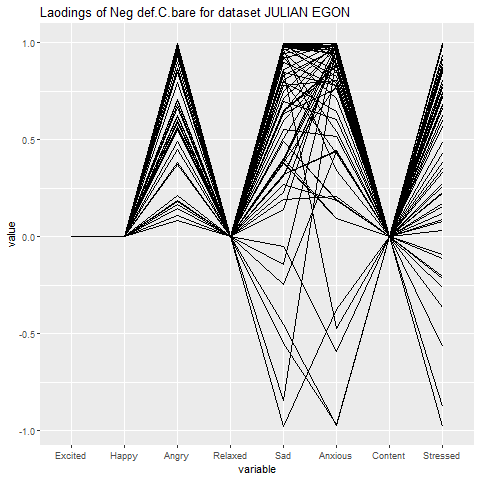 Laodings of Neg def.C.bare for dataset JULIAN EGON
value
1.0
0.5
0.0
-0.5
-1.0
Excited Happy Angry Relaxed Sad Anxious Content Stressed
variable